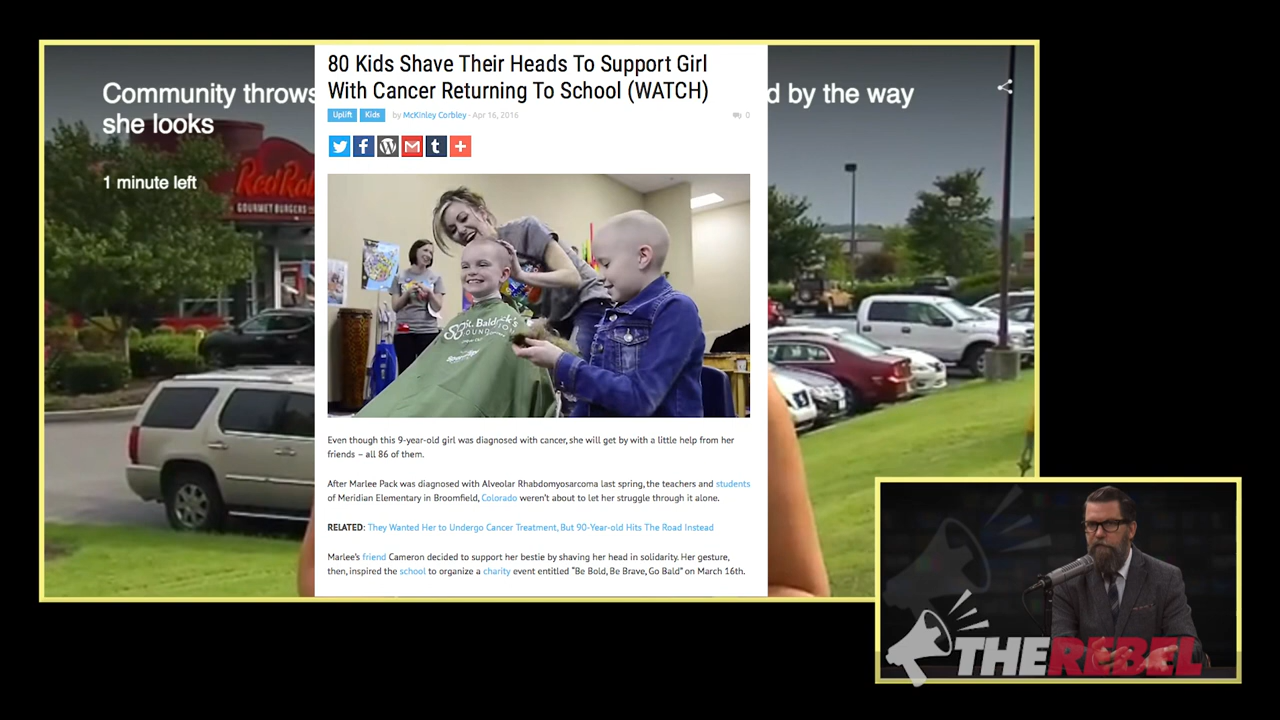 Community throws
d by the way
she looks
1 minute left
Red Ro
GOURMET BURGERS
80 Kids Shave Their Heads To Support Girl
With Cancer Returning To School (WATCH)
Uplift Kids by McKinley Corbley - Apr 16, 2016 0
St. Baldrick's
Even though this 9-year-old girl was diagnosed with cancer, she will get by with a little help from her
friends – all 86 of them.
After Marlee Pack was diagnosed with Alveolar Rhabdomyosarcoma last spring, the teachers and students
of Meridian Elementary in Broomfield, Colorado weren't about to let her struggle through it alone.
RELATED: They Wanted Her to Undergo Cancer Treatment, But 90-Year-old Hits The Road Instead
Marlee's friend Cameron decided to support her bestie by shaving her head in solidarity. Her gesture,
then, inspired the school to organize a charity event entitled "Be Bold, Be Brave, Go Bald" on March 16th.
THEREBEL